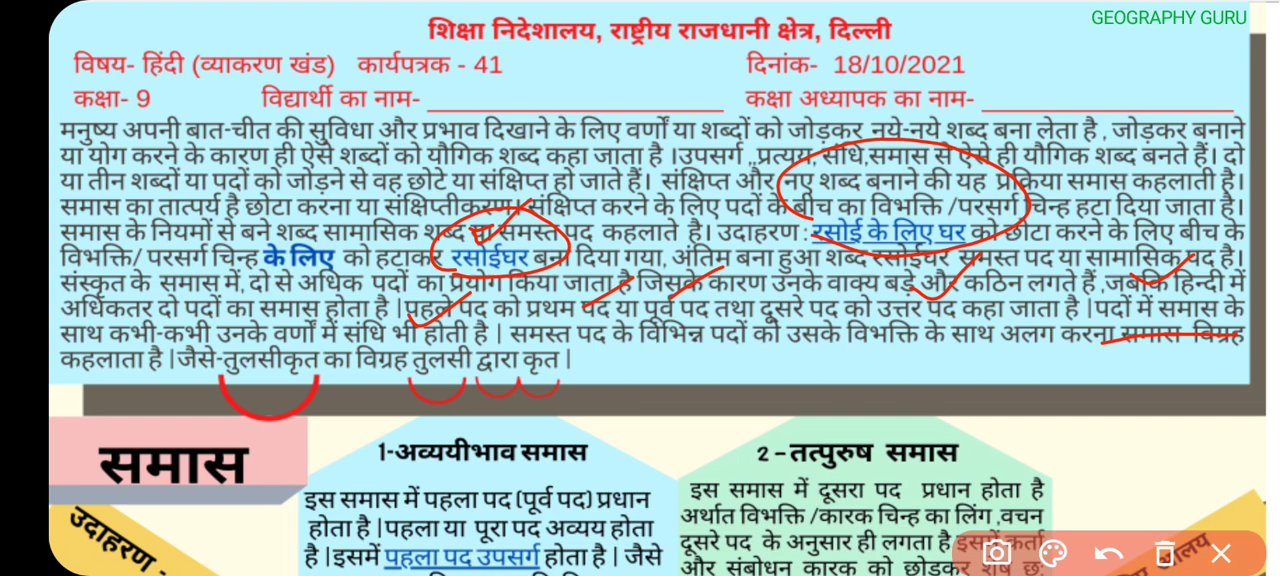 GEOGRAPHY GURU
शिक्षा निदेशालय, राष्ट्रीय राजधानी क्षेत्र, दिल्ली
विषय- हिंदी (व्याकरण खंड) कार्यपत्रक - 41 दिनांक- 18/10/2021
कक्षा- 9 विद्यार्थी का नाम- कक्षा अध्यापक का नाम-
मनुष्य अपनी बात-चीत की सुविधा और प्रभाव दिखाने के लिए वर्णों या शब्दों को जोड़कर नये-नये शब्द बना लेता है , जोड़कर बनाने
या योग करने के कारण ही ऐसे शब्दों को यौगिक शब्द कहा जाता है ।उपसर्ग ,प्रत्यय, संधि,समास से ऐसे ही यौगिक शब्द बनते हैं। दो
या तीन शब्दों या पदों को जोड़ने से वह छोटे या संक्षिप्त हो जाते हैं। संक्षिप्त और नए शब्द बनाने की यह प्रक्रिया समास कहलाती है।
समास का तात्पर्य है छोटा करना या संक्षिप्तीकरण। संक्षिप्त करने के लिए पदों के बीच का विभक्ति /परसर्ग चिन्ह हटा दिया जाता है।
समास के नियमों से बने शब्द सामासिक शब्द या समस्त पद कहलाते है। उदाहरण : रसोई के लिए घर को छोटा करने के लिए बीच के
विभक्ति/ परसर्ग चिन्ह के लिए को हटाकर रसोईघर बना दिया गया, अंतिम बना हुआ शब्द रसोईघर समस्त पद या सामासिक पद है।
संस्कृत के समास में, दो से अधिक पदों का प्रयोग किया जाता है जिसके कारण उनके वाक्य बड़े और कठिन लगते हैं ,जबकि हिन्दी में
अधिकतर दो पदों का समास होता है |पहले पद को प्रथम पद या पूर्व पद तथा दूसरे पद को उत्तर पद कहा जाता है |पदों में समास के
साथ कभी-कभी उनके वर्णों में संधि भी होती है | समस्त पद के विभिन्न पदों को उसके विभक्ति के साथ अलग करना समास विग्रह
कहलाता है |जैसे-तुलसीकृत का विग्रह तुलसी द्वारा कृत |
समास
उदाहरण -
1-अव्ययीभाव समास
इस समास में पहला पद (पूर्व पद) प्रधान
होता है |पहला या पूरा पद अव्यय होता
है |इसमें पहला पद उपसर्ग होता है | जैसे
2 – तत्पुरुष समास
इस समास में दूसरा पद प्रधान होता है
अर्थात विभक्ति /कारक चिन्ह का लिंग ,वचन
दूसरे पद के अनुसार ही लगता है इसमें कर्ता
और संबोधन कारक को छोड़कर शेष छः